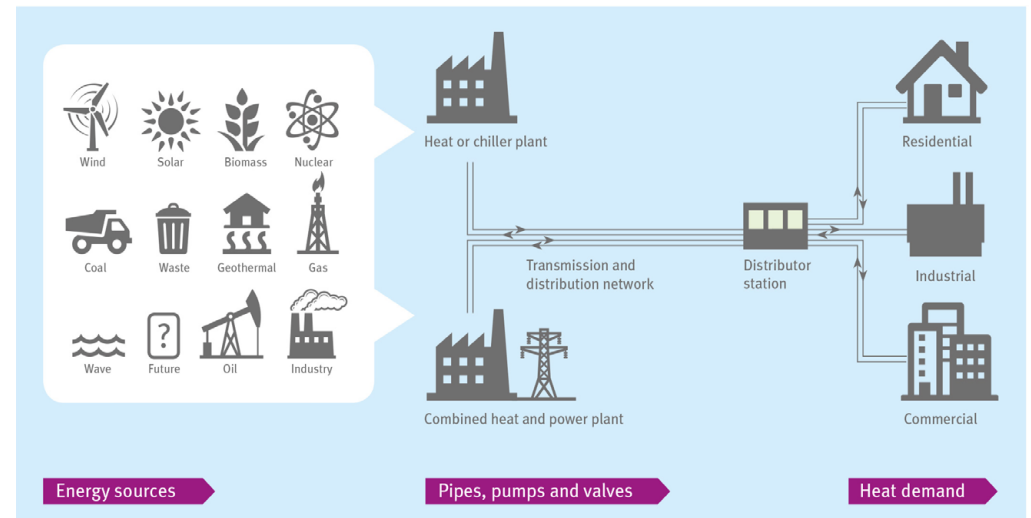 Wind
Solar
Biomass
Nuclear
Coal
Waste
Geothermal
Gas
Wave
?
Future
Oil
Industry
Heat or chiller plant
Transmission and
distribution network
Combined heat and power plant
Distributor
station
Residential
Industrial
Commercial
Energy sources
Pipes, pumps and valves
Heat demand